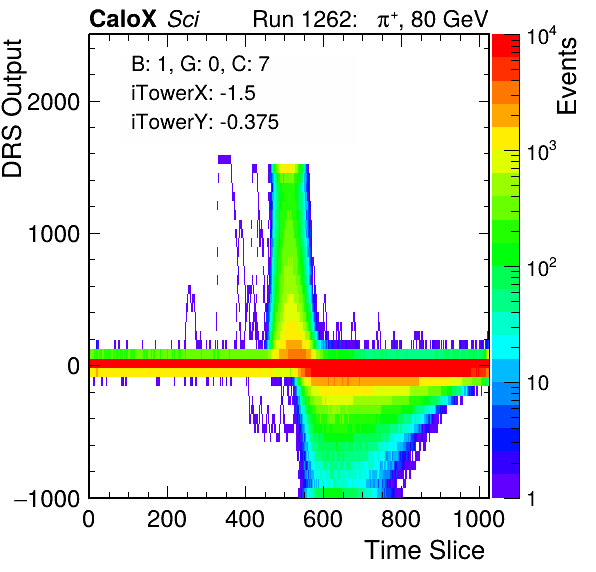 CaloX Sci Run 1262: π⁺, 80 GeV
B: 1, G: 0, C: 7
iTowerX: -1.5
iTowerY: -0.375
DRS Output
2000
1000
0
−1000
0 200 400 600 800 1000
Time Slice
Events
10⁴
10³
10²
10
1